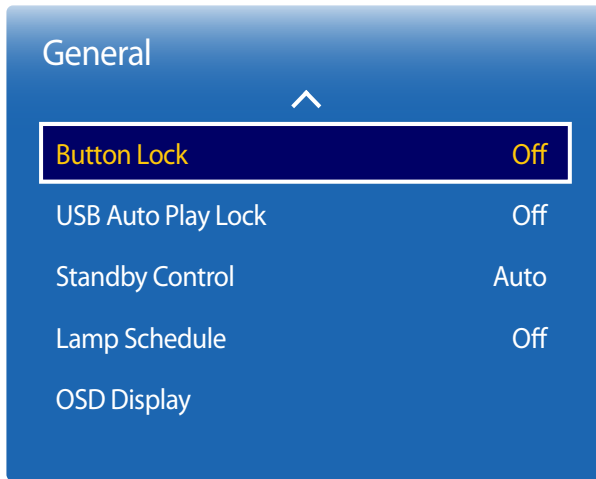 General
Button Lock Off
USB Auto Play Lock Off
Standby Control Auto
Lamp Schedule Off
OSD Display